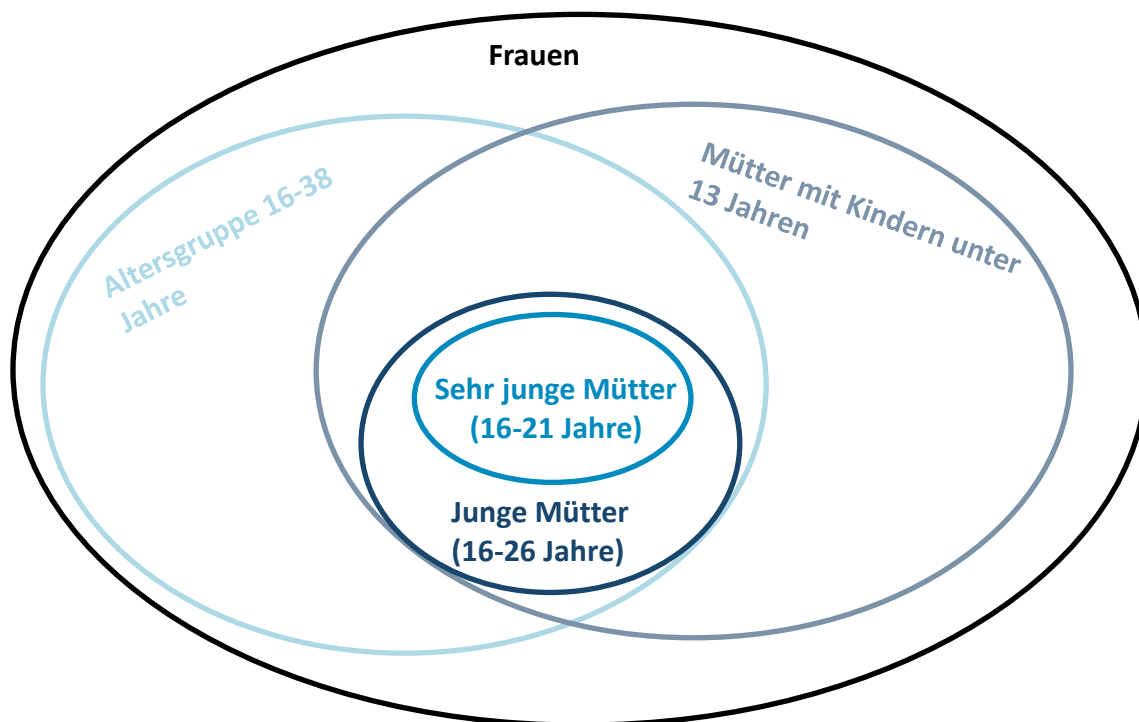 Frauen
Altersgruppe 16-38
Jahre
Mütter mit Kindern unter
13 Jahren
Sehr junge Mütter
(16-21 Jahre)
Junge Mütter
(16-26 Jahre)